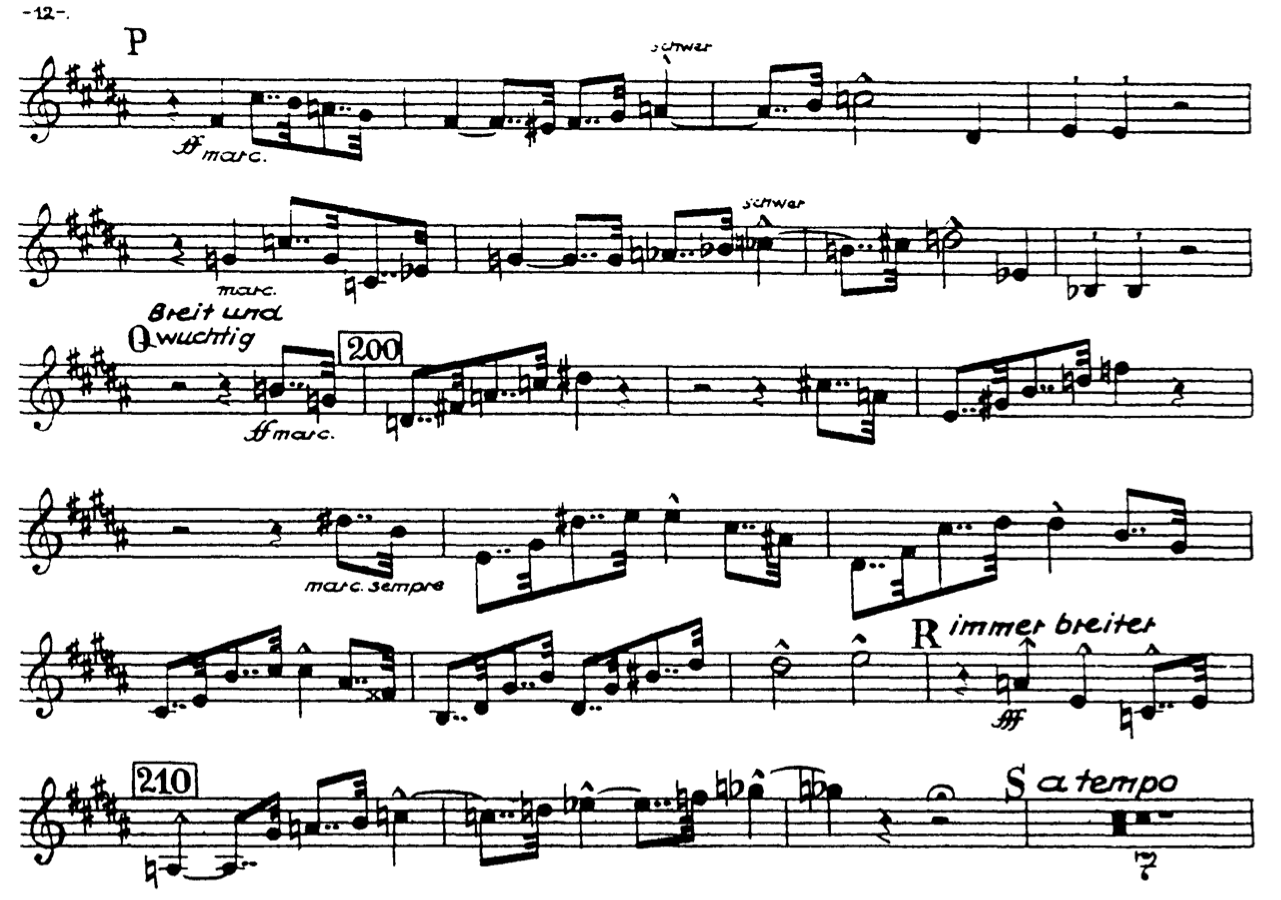 -12-.
P
schwer
ff marc.
schwer
marc.
Breit und
Q wuchtig
200
ff marc.
marc. sempre
R immer breiter
fff
210
S a tempo
7